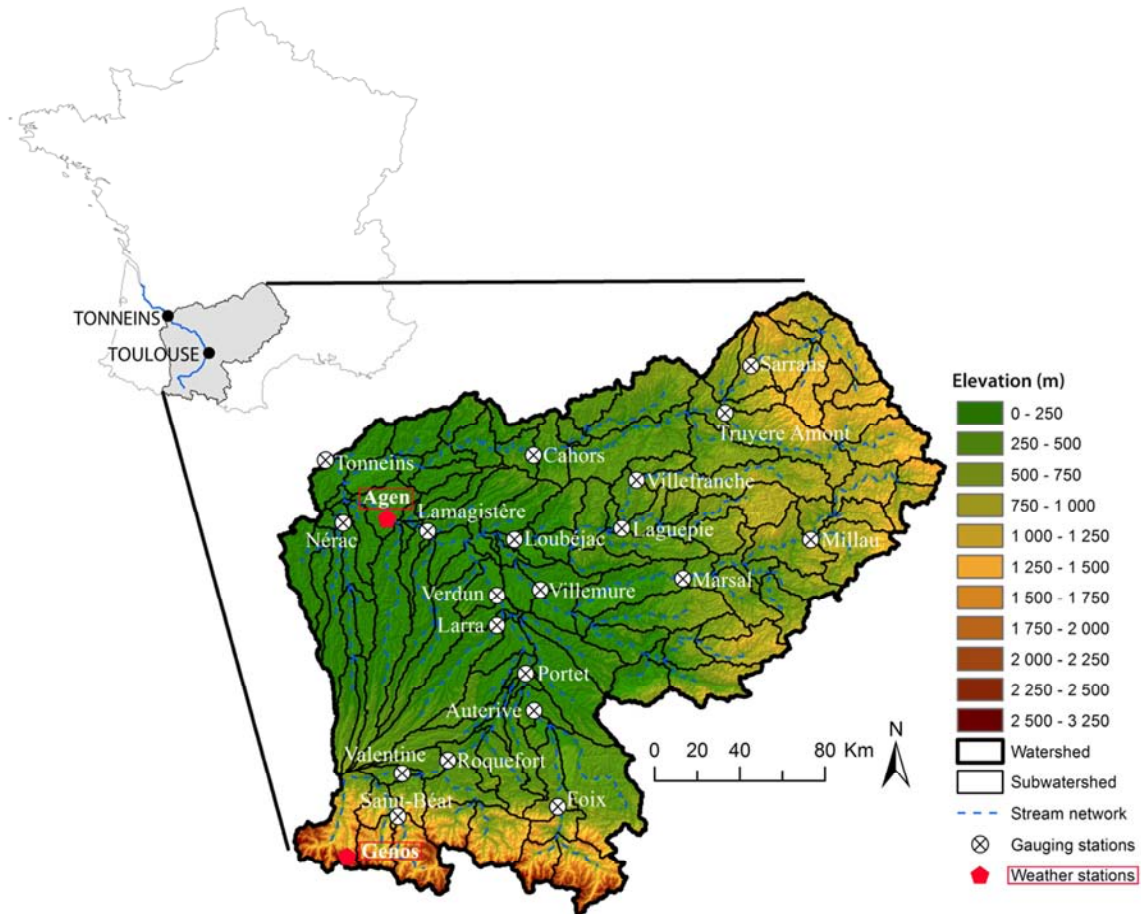 TONNEINS
TOULOUSE
Sarrans
Truyère Amont
Cahors
Tonneins
Villefranche
Agen
Lamagistère
Nérac
Loubéjac
Laguepie
Millau
Marsal
Verdun
Villemure
Larra
Portet
Auterive
Valentine
Roquefort
Saint-Béat
Foix
Génos
0 20 40 80 Km
N
Elevation (m)
0 - 250
250 - 500
500 - 750
750 - 1 000
1 000 - 1 250
1 250 - 1 500
1 500 - 1 750
1 750 - 2 000
2 000 - 2 250
2 250 - 2 500
2 500 - 3 250
Watershed
Subwatershed
Stream network
Gauging stations
Weather stations